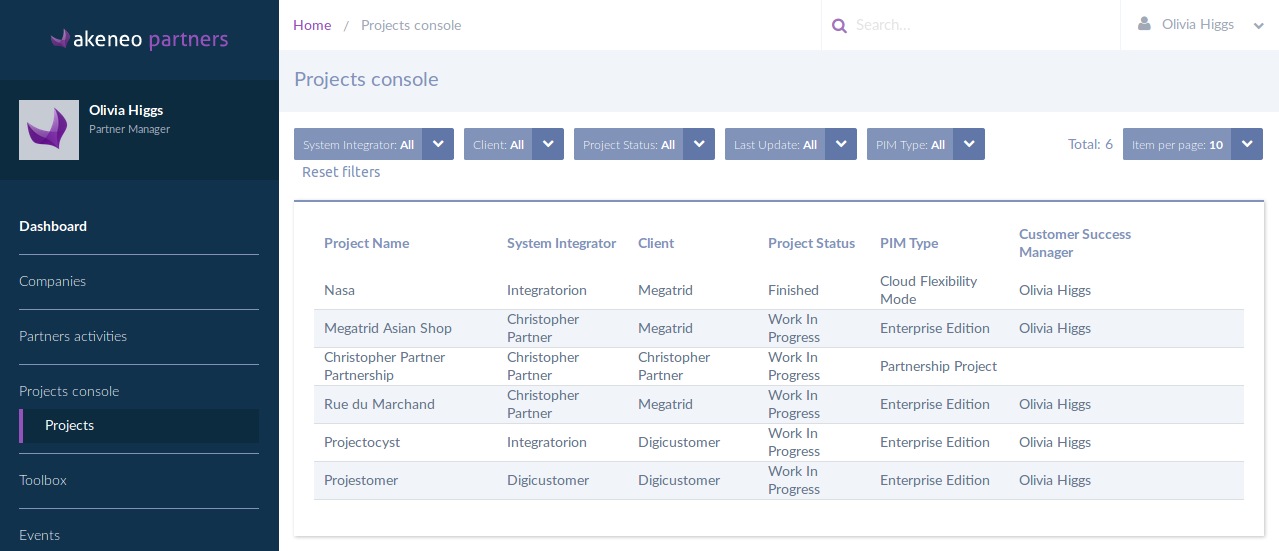 akeneo partners
Olivia Higgs
Partner Manager
Dashboard
Companies
Partners activities
Projects console
Projects
Toolbox
Events
Home / Projects console
Search...
Olivia Higgs
Projects console
System Integrator: All
Client: All
Project Status: All
Last Update: All
PIM Type: All
Total: 6
Item per page: 10
Reset filters
Project Name System Integrator Client Project Status PIM Type Customer Success
Manager
Nasa Integratorion Megatrid Finished Cloud Flexibility
Mode Olivia Higgs
Megatrid Asian Shop Christopher
Partner Megatrid Work In
Progress Enterprise Edition Olivia Higgs
Christopher Partner
Partnership Christopher
Partner Christopher
Partner Work In
Progress Partnership Project
Rue du Marchand Christopher
Partner Megatrid Work In
Progress Enterprise Edition Olivia Higgs
Projectocyst Integratorion Digicustomer Work In
Progress Enterprise Edition Olivia Higgs
Projestomer Digicustomer Digicustomer Work In
Progress Enterprise Edition Olivia Higgs